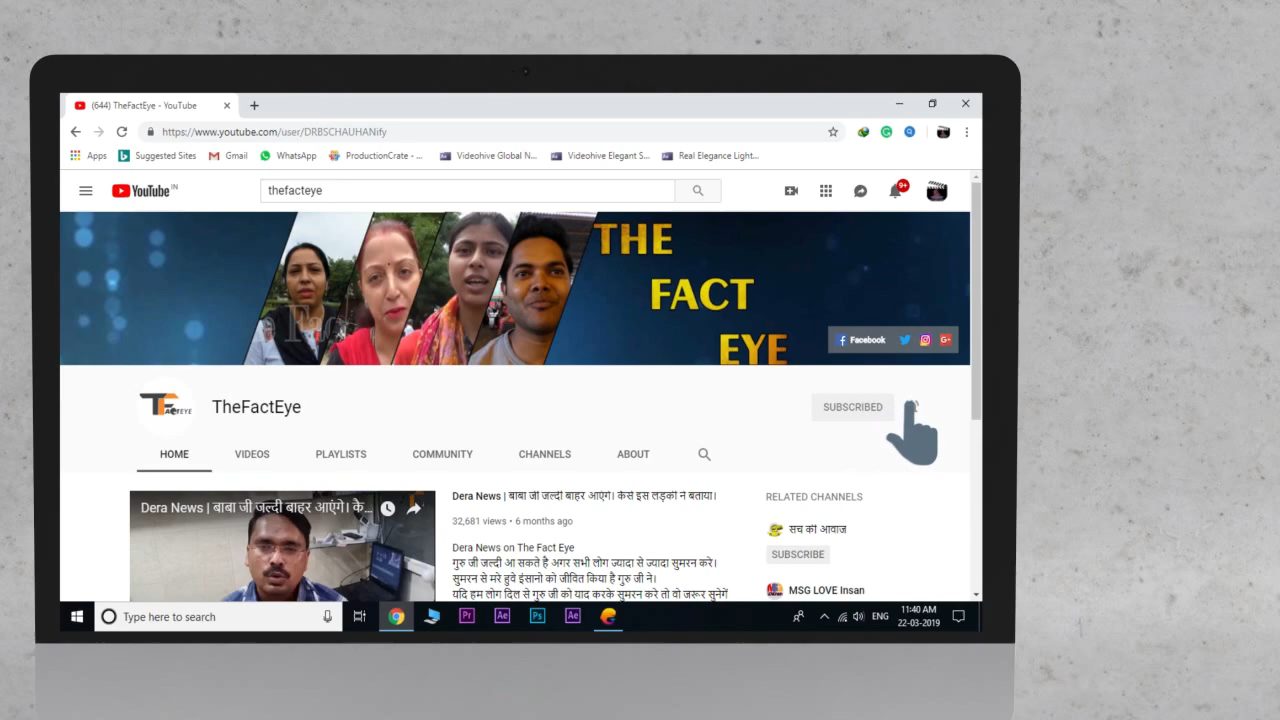 (644) TheFactEye - YouTube
https://www.youtube.com/user/DRBSCHAUHANify
Apps Suggested Sites Gmail WhatsApp ProductionCrate - ... Videohive Global N... Videohive Elegant S... Real Elegance Light...
YouTube IN thefacteye 9+
THE
FACT
EYE
Facebook G+
TheFactEye SUBSCRIBED
HOME VIDEOS PLAYLISTS COMMUNITY CHANNELS ABOUT
Dera News | बाबा जी जल्दी बाहर आएंगे। कै...
Dera News | बाबा जी जल्दी बाहर आएंगे। कैसे इस लड़की ने बताया।
32,681 views • 6 months ago
Dera News on The Fact Eye
गुरु जी जल्दी आ सकते है अगर सभी लोग ज्यादा से ज्यादा सुमरन करे।
सुमरन से मरे हुवे इंसानो को जीवित किया है गुरु जी ने।
यदि हम लोग दिल से गुरु जी को याद करके सुमरन करे तो वो जरूर सुनेगें
RELATED CHANNELS
सच की आवाज
SUBSCRIBE
MSG LOVE Insan
Type here to search Pr Ae Ps Ae ENG 11:40 AM
22-03-2019